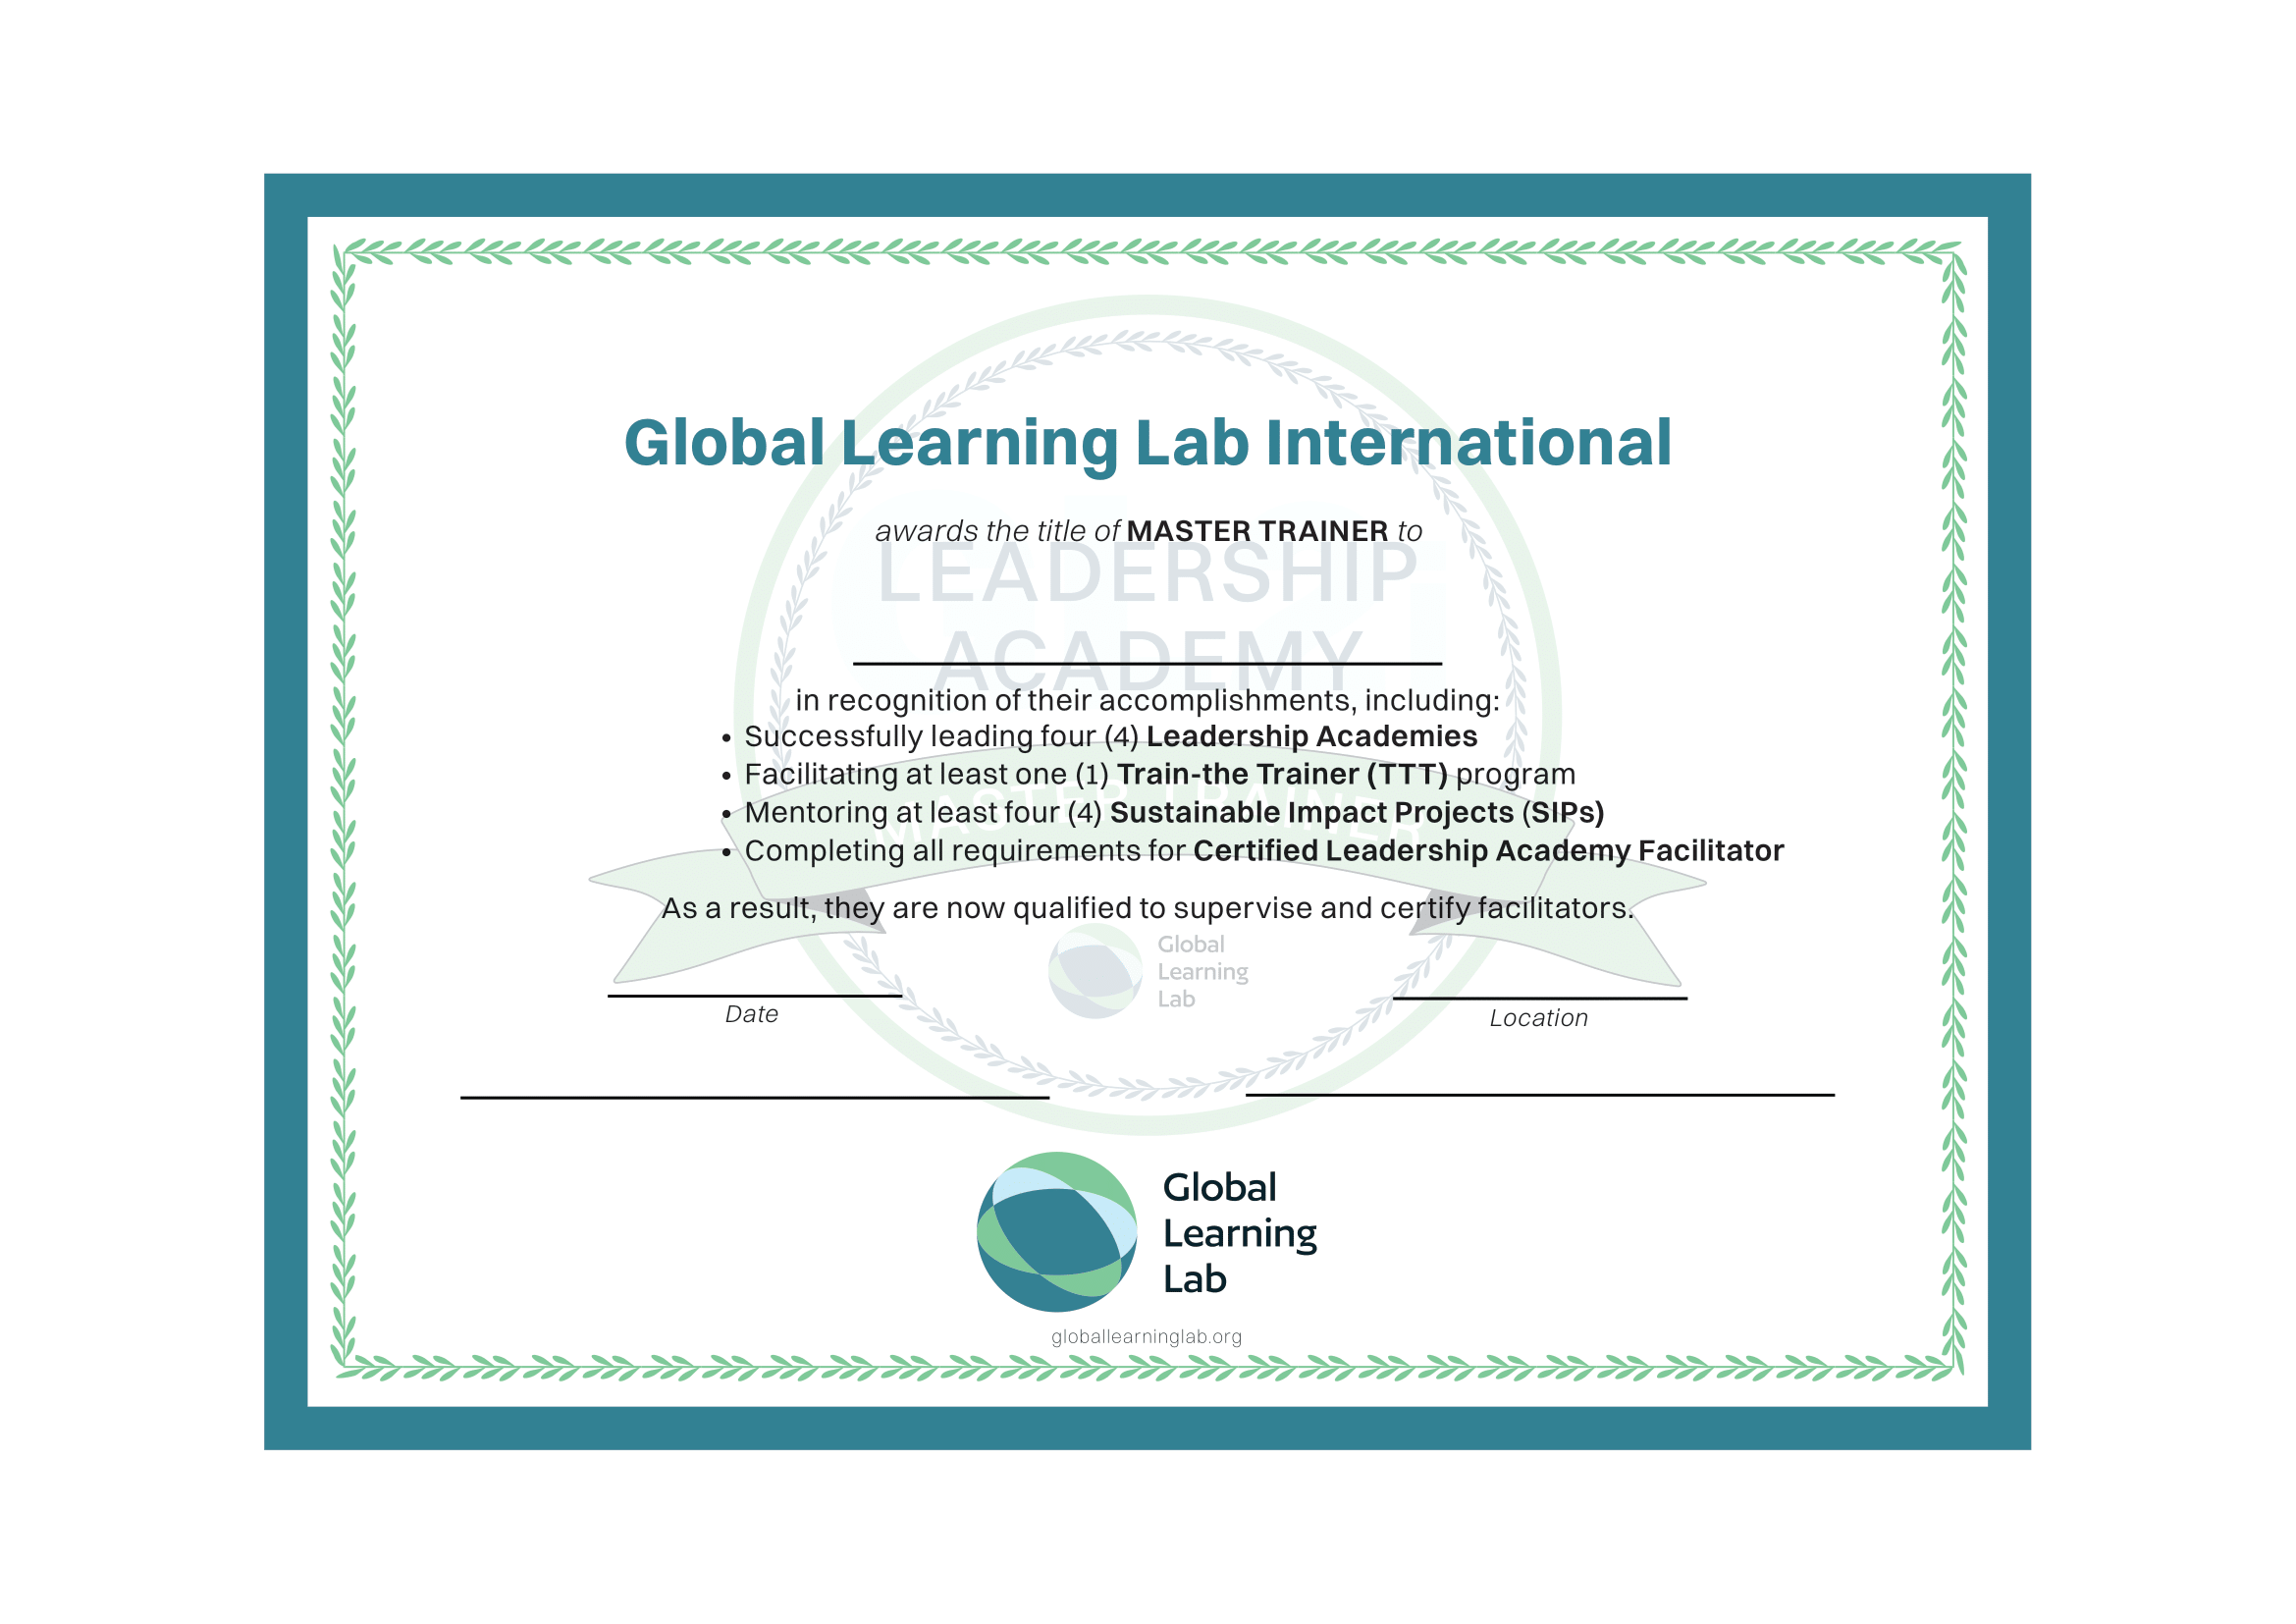 Global Learning Lab International
awards the title of MASTER TRAINER to
LEADERSHIP
ACADEMY
in recognition of their accomplishments, including:
• Successfully leading four (4) Leadership Academies
• Facilitating at least one (1) Train-the Trainer (TTT) program
• Mentoring at least four (4) Sustainable Impact Projects (SIPs)
• Completing all requirements for Certified Leadership Academy Facilitator
MASTER TRAINER
As a result, they are now qualified to supervise and certify facilitators.
Global
Learning
Lab
Date
Location
Global
Learning
Lab
globallearninglab.org